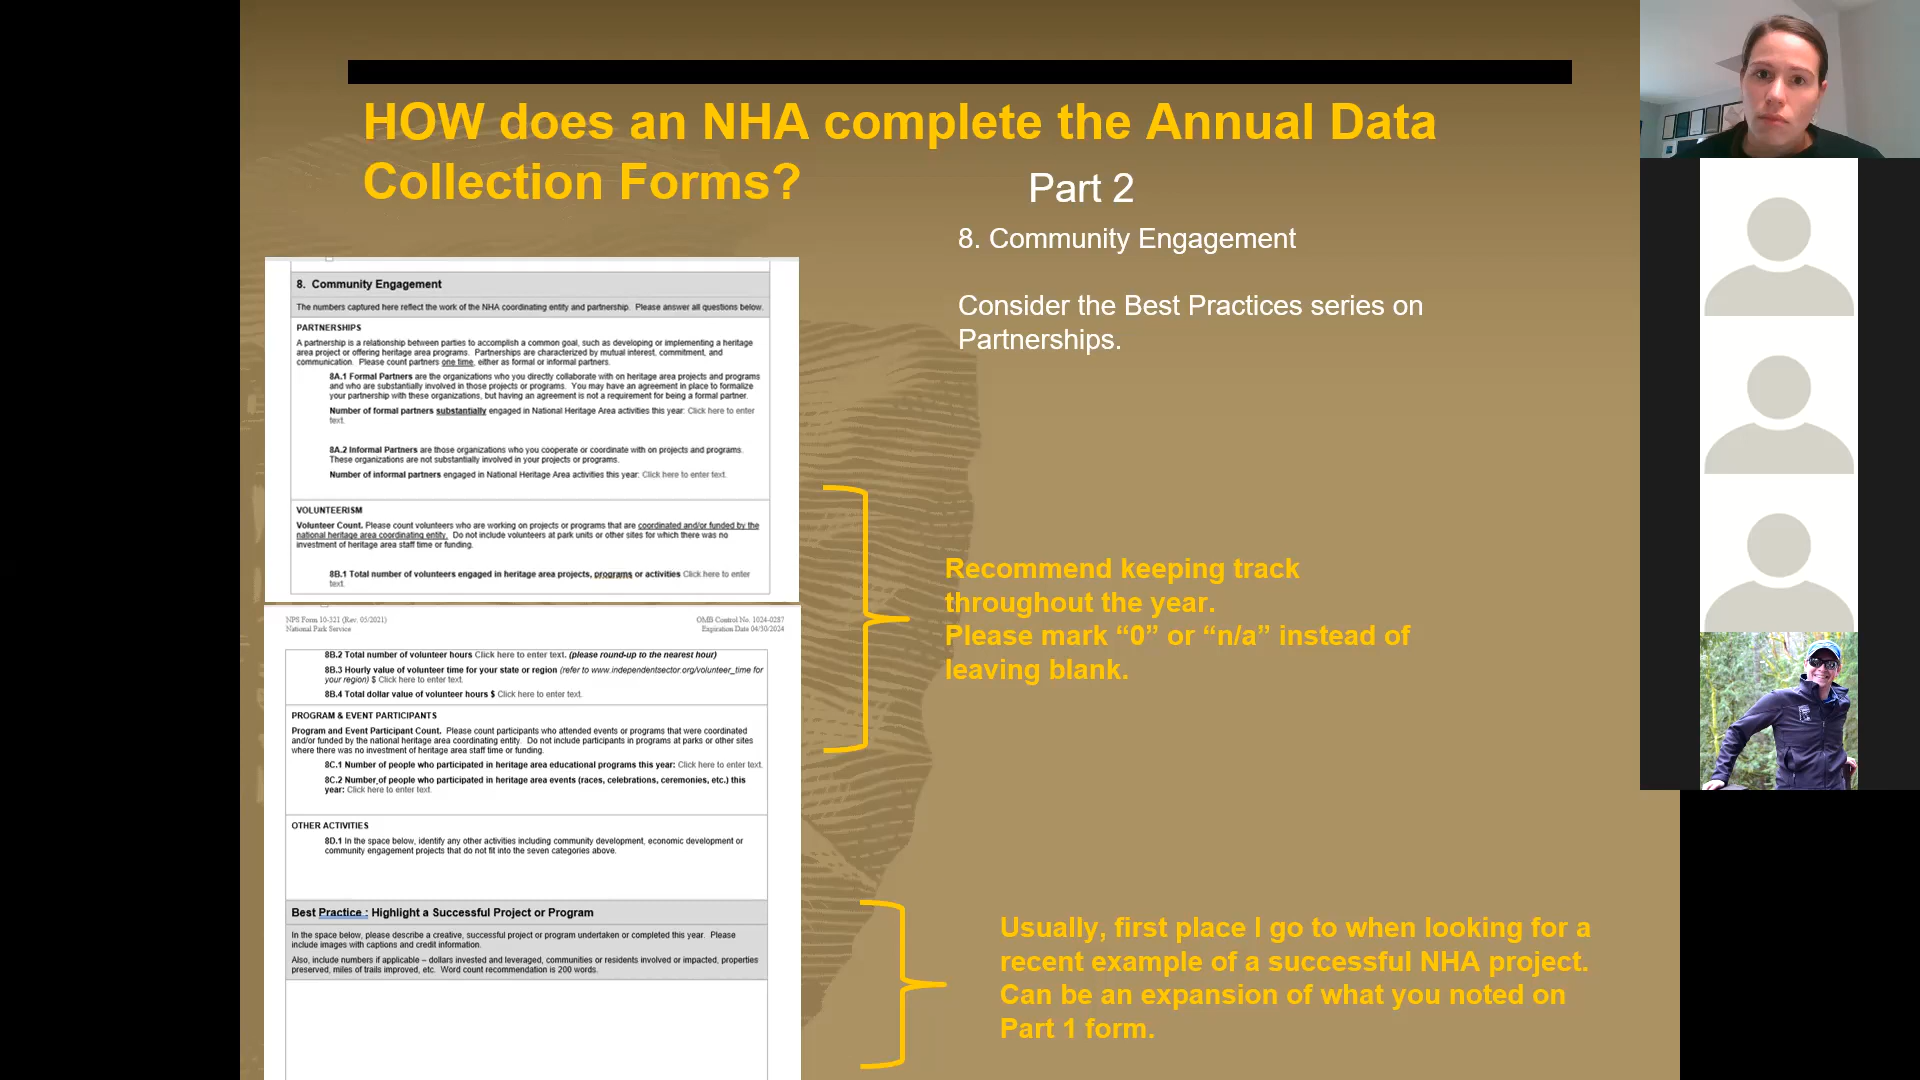 HOW does an NHA complete the Annual Data
Collection Forms?
Part 2
8. Community Engagement
Consider the Best Practices series on
Partnerships.
8. Community Engagement
The numbers captured here reflect the work of the NHA coordinating entity and partnership. Please answer all questions below.
PARTNERSHIPS
A partnership is a relationship between parties to accomplish a common goal, such as developing or implementing a heritage
area project or offering heritage area programs. Partnerships are characterized by mutual interest, commitment, and
communication. Please count partners one time, either as formal or informal partners.
8A.1 Formal Partners are the organizations who you directly collaborate with on heritage area projects and programs
and who are substantially involved in those projects or programs. You may have an agreement in place to formalize
your partnership with these organizations, but having an agreement is not a requirement for being a formal partner.
Number of formal partners substantially engaged in National Heritage Area activities this year: Click here to enter
text.
8A.2 Informal Partners are those organizations who you cooperate or coordinate with on projects and programs.
These organizations are not substantially involved in your projects or programs.
Number of informal partners engaged in National Heritage Area activities this year: Click here to enter text.
VOLUNTEERISM
Volunteer Count. Please count volunteers who are working on projects or programs that are coordinated and/or funded by the
national heritage area coordinating entity. Do not include volunteers at park units or other sites for which there was no
investment of heritage area staff time or funding.
8B.1 Total number of volunteers engaged in heritage area projects, programs or activities Click here to enter
text.
NPS Form 10-321 (Rev. 05/2021)
National Park Service
OMB Control No. 1024-0287
Expiration Date 04/30/2024
8B.2 Total number of volunteer hours Click here to enter text. (please round-up to the nearest hour)
8B.3 Hourly value of volunteer time for your state or region (refer to www.independentsector.org/volunteer_time for
your region) $ Click here to enter text.
8B.4 Total dollar value of volunteer hours $ Click here to enter text.
PROGRAM & EVENT PARTICIPANTS
Program and Event Participant Count. Please count participants who attended events or programs that were coordinated
and/or funded by the national heritage area coordinating entity. Do not include participants in programs at parks or other sites
where there was no investment of heritage area staff time or funding.
8C.1 Number of people who participated in heritage area educational programs this year: Click here to enter text.
8C.2 Number of people who participated in heritage area events (races, celebrations, ceremonies, etc.) this
year: Click here to enter text.
OTHER ACTIVITIES
8D.1 In the space below, identify any other activities including community development, economic development or
community engagement projects that do not fit into the seven categories above.
Best Practice : Highlight a Successful Project or Program
In the space below, please describe a creative, successful project or program undertaken or completed this year. Please
include images with captions and credit information.
Also, include numbers if applicable – dollars invested and leveraged, communities or residents involved or impacted, properties
preserved, miles of trails improved, etc. Word count recommendation is 200 words.
Recommend keeping track
throughout the year.
Please mark “0” or “n/a” instead of
leaving blank.
Usually, first place I go to when looking for a
recent example of a successful NHA project.
Can be an expansion of what you noted on
Part 1 form.